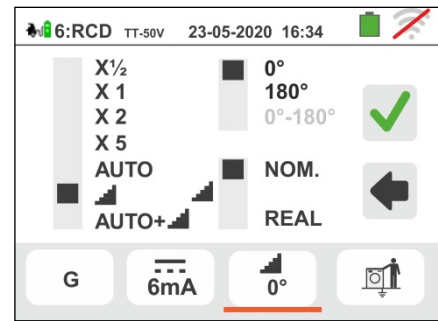 6:RCD TT-50V 23-05-2020 16:34
X½ 0°
X 1 180°
X 2 0°-180°
X 5
AUTO NOM.
AUTO+ REAL
G 6mA 0°